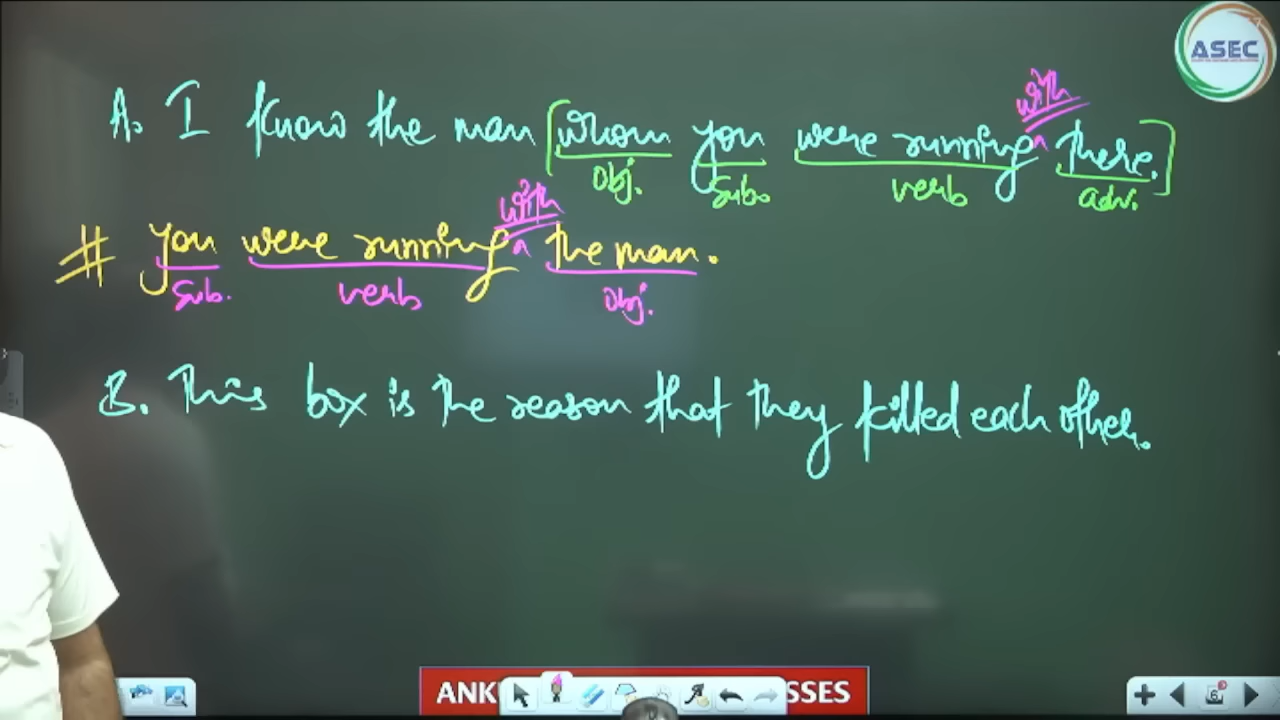 ASEC
with
A. I know the man [whom you were running ^ there.]
obj. sub. verb adv.
with
# you were running ^ the man.
sub. verb obj.
B. This box is the reason that they killed each other.
ANK SSES